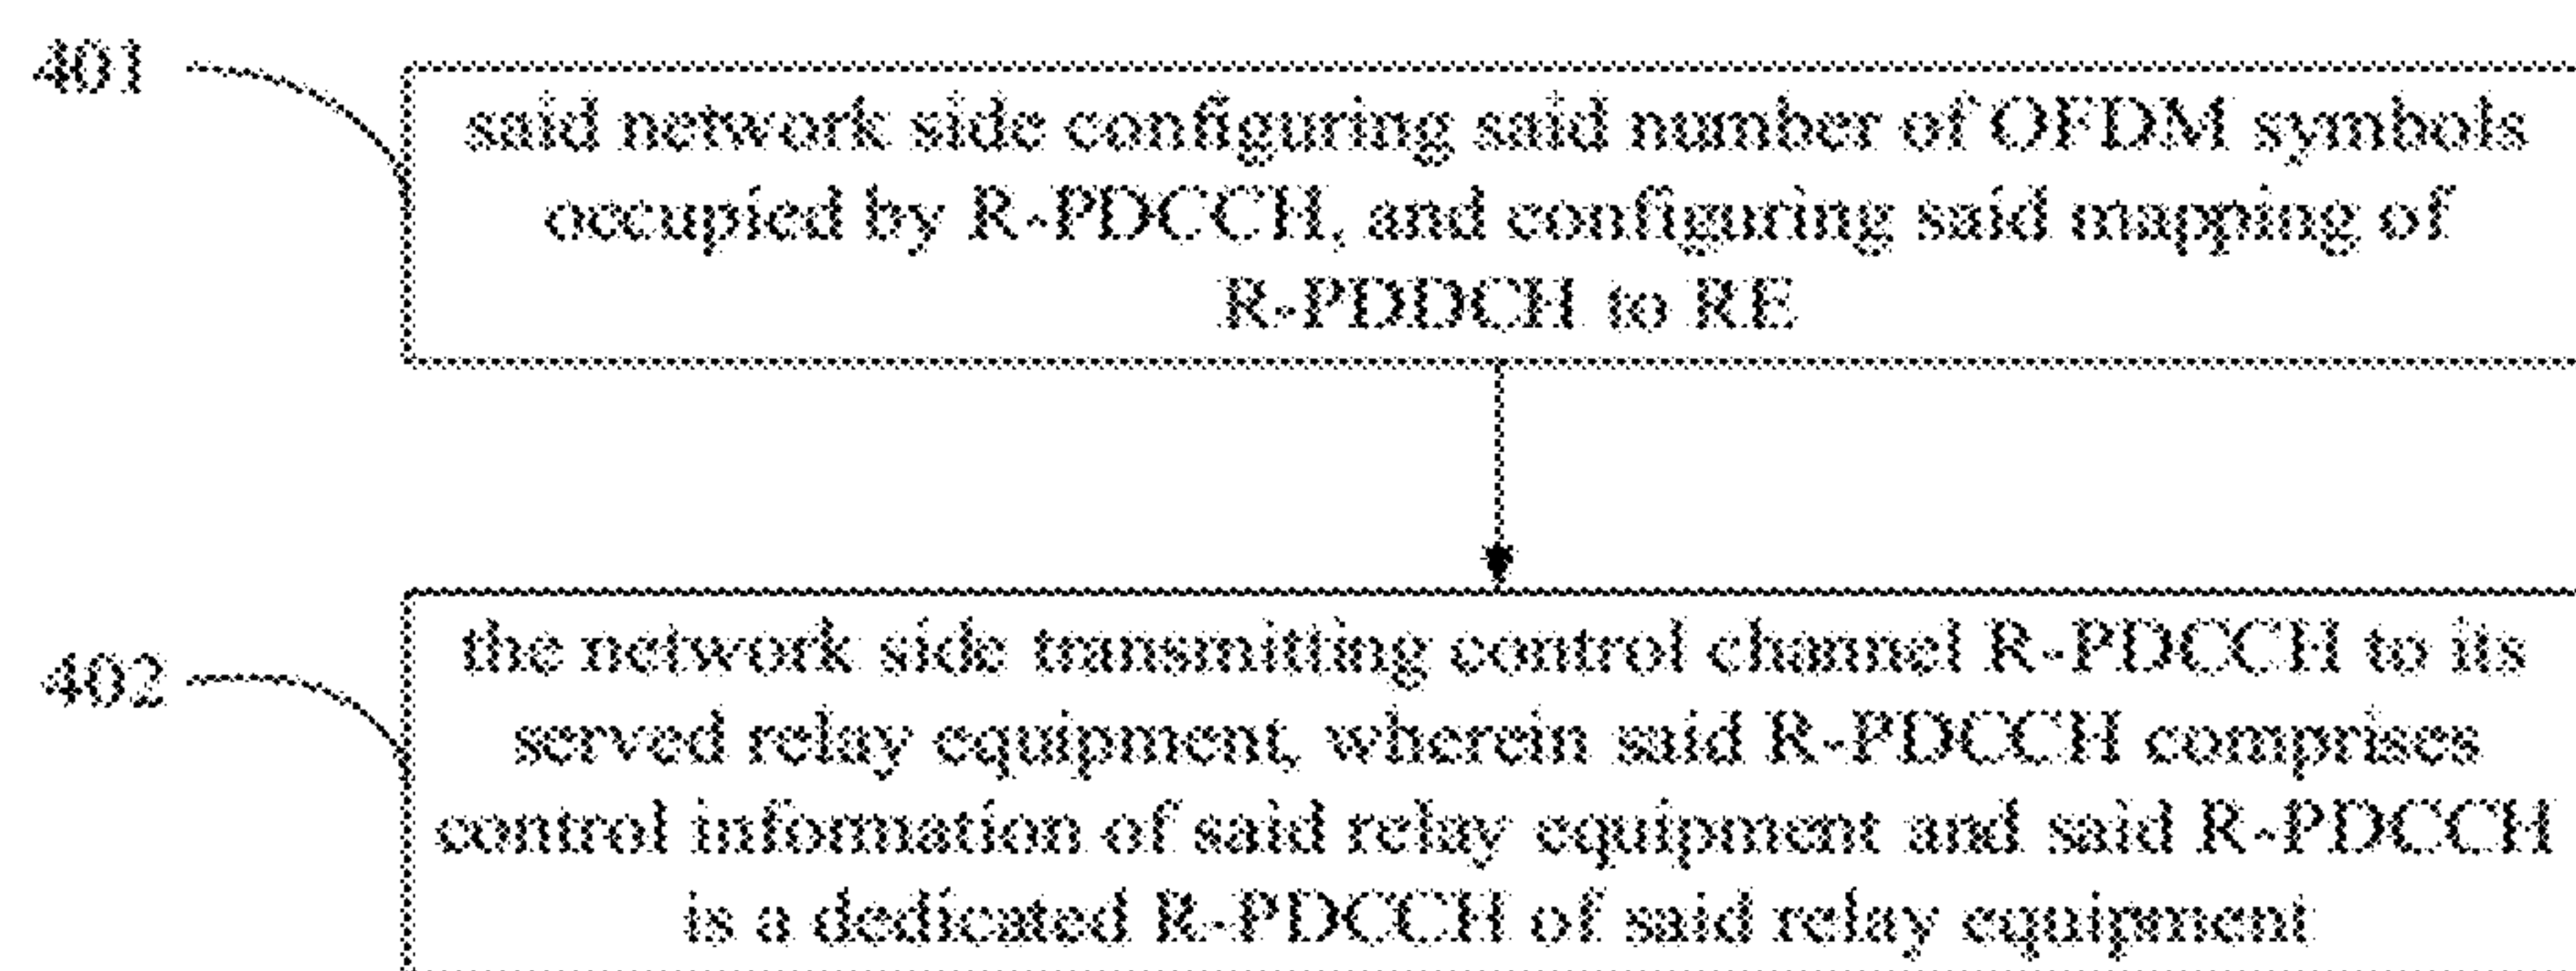 401
said network side configuring said number of OFDM symbols
occupied by R-PDCCH, and configuring said mapping of
R-PDDCH to RE
402
the network side transmitting control channel R-PDCCH to its
served relay equipment, wherein said R-PDCCH comprises
control information of said relay equipment and said R-PDCCH
is a dedicated R-PDCCH of said relay equipment